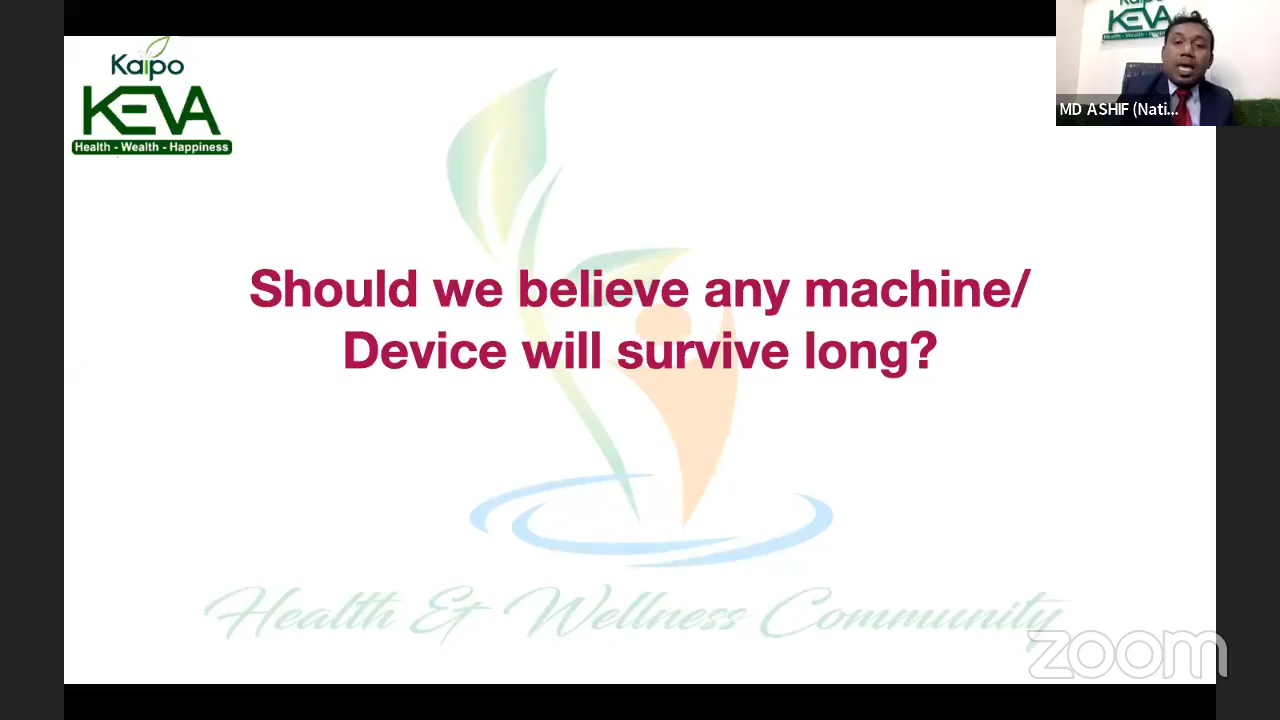 Kaipo
KEVA
Health - Wealth - Happiness
KEVA
MD ASHIF (Nati...
Should we believe any machine/
Device will survive long?
Health & Wellness Community
zoom